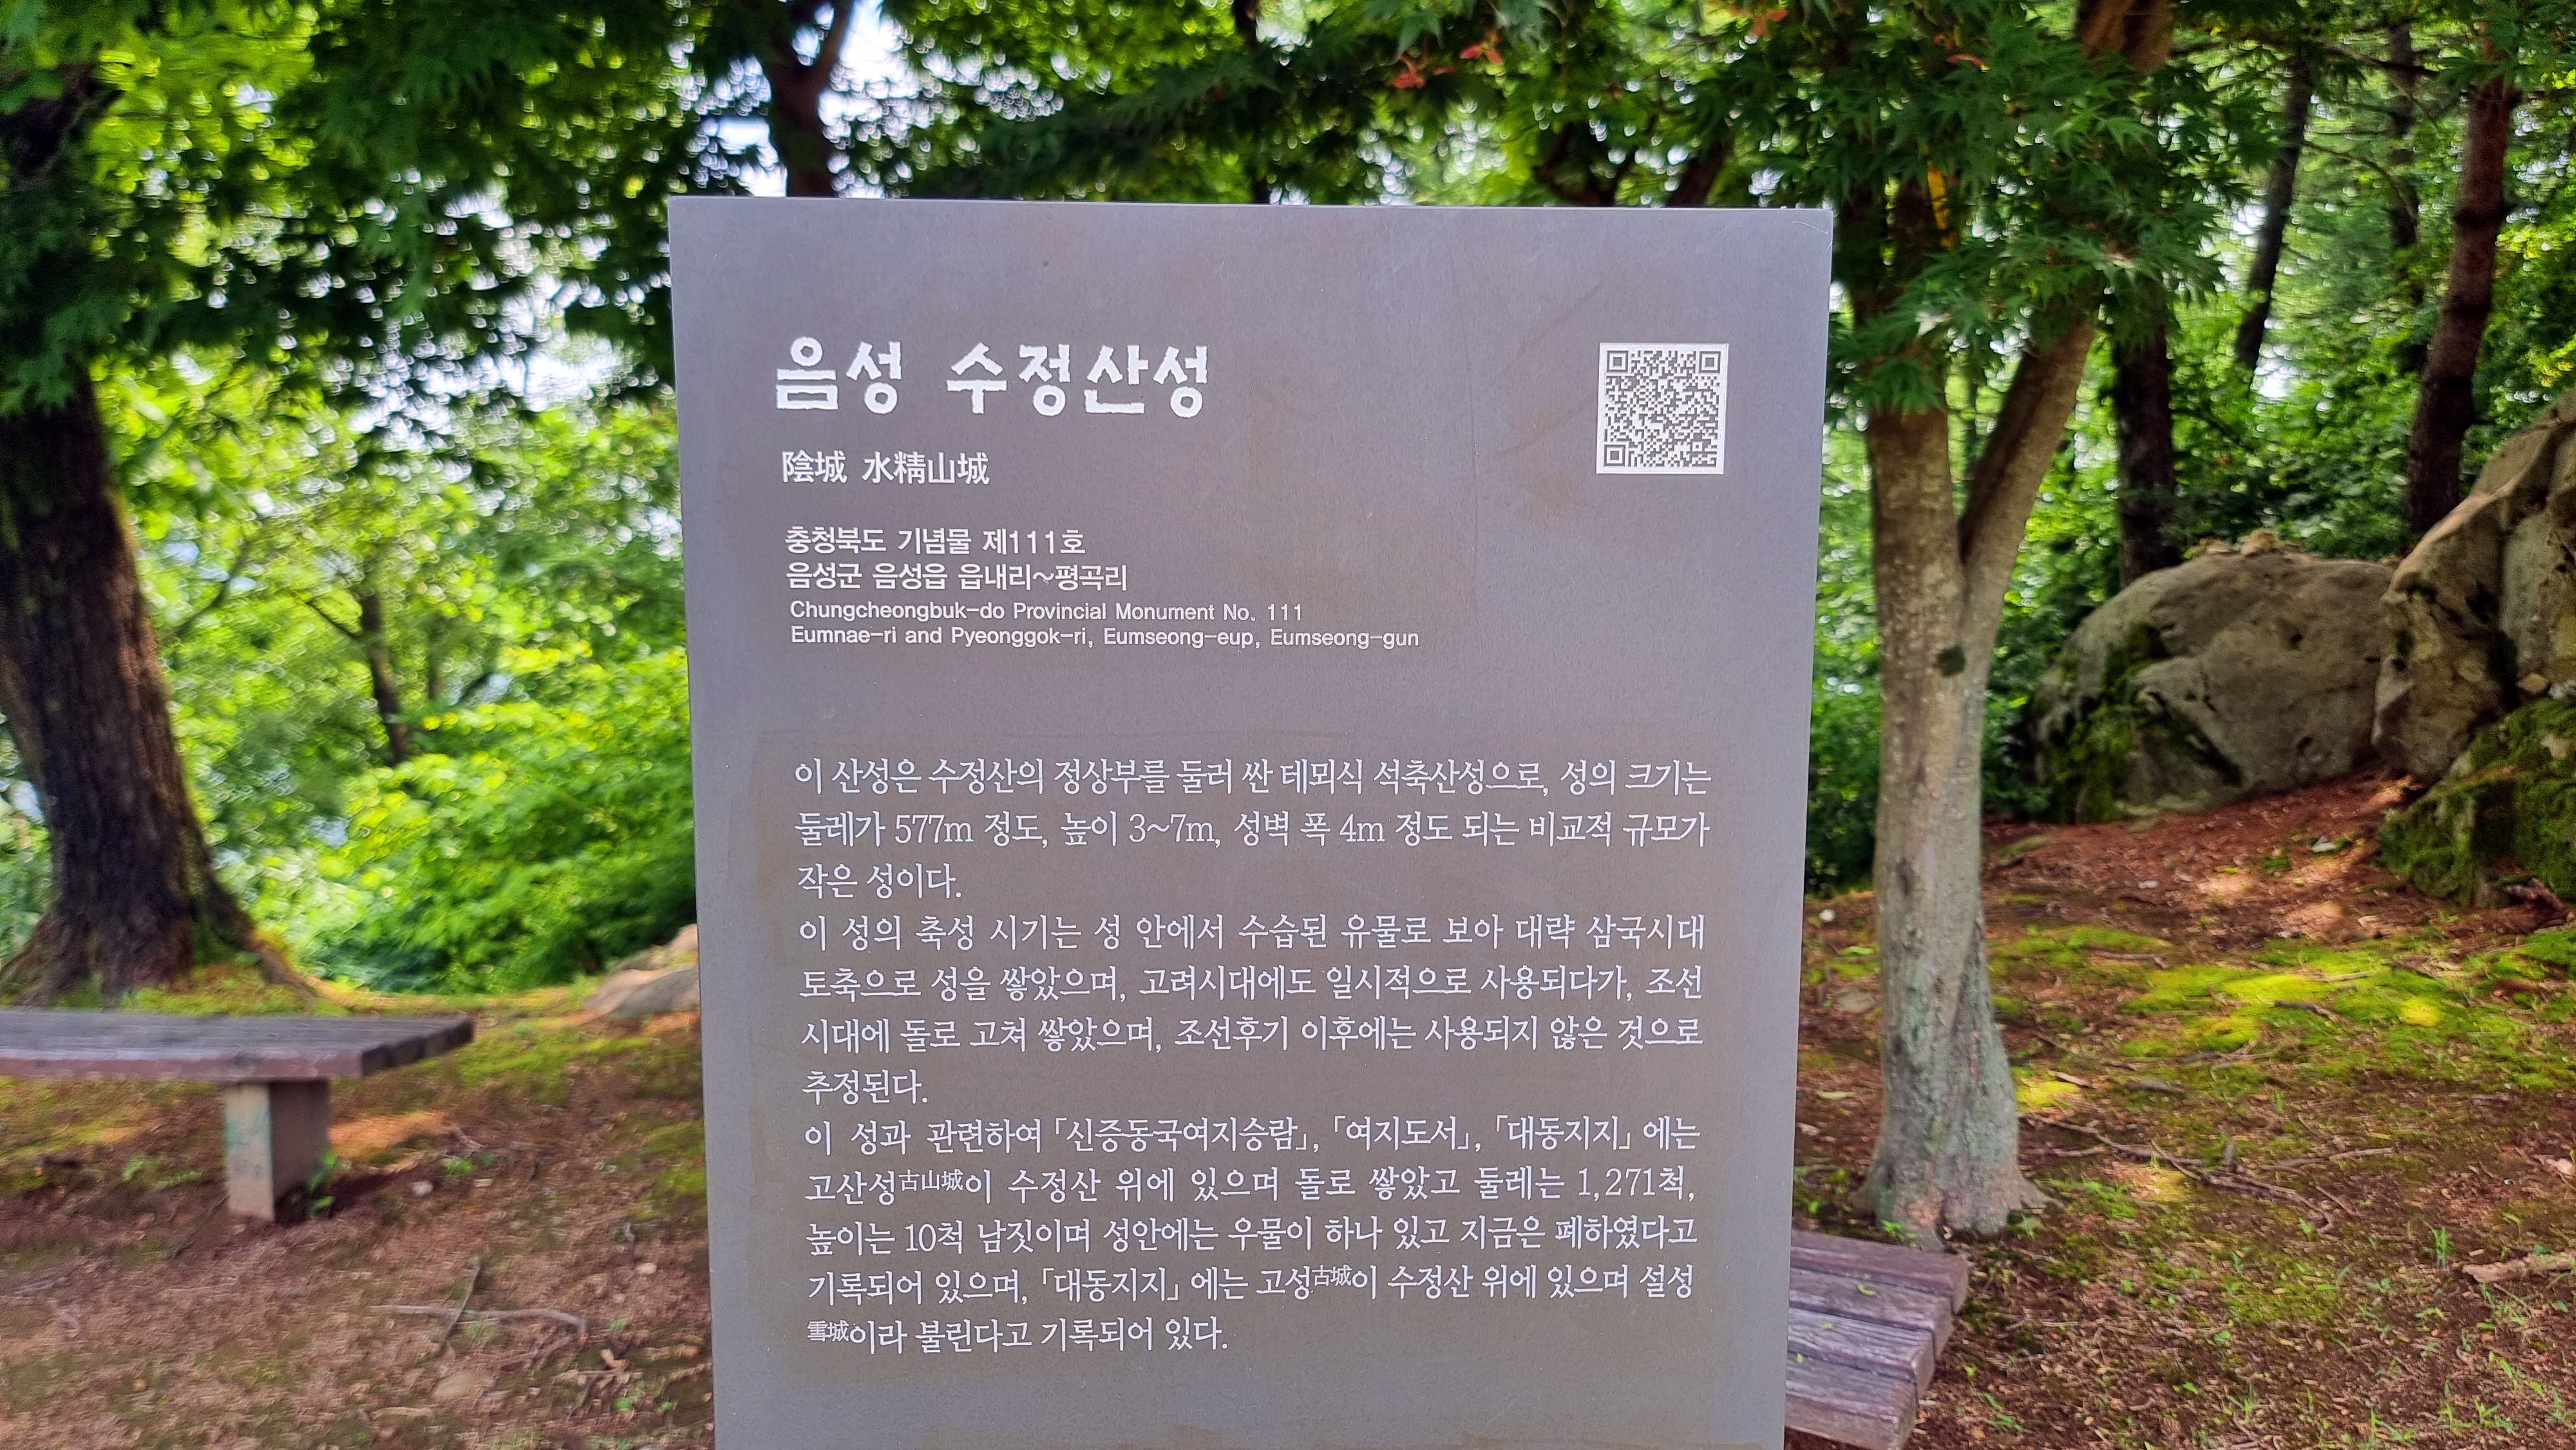 음성 수정산성
陰城 水精山城
충청북도 기념물 제111호
음성군 음성읍 읍내리~평곡리
Chungcheongbuk-do Provincial Monument No. 111
Eumnae-ri and Pyeonggok-ri, Eumseong-eup, Eumseong-gun
이 산성은 수정산의 정상부를 둘러 싼 테뫼식 석축산성으로, 성의 크기는
둘레가 577m 정도, 높이 3~7m, 성벽 폭 4m 정도 되는 비교적 규모가
작은 성이다.
이 성의 축성 시기는 성 안에서 수습된 유물로 보아 대략 삼국시대
토축으로 성을 쌓았으며, 고려시대에도 일시적으로 사용되다가, 조선
시대에 돌로 고쳐 쌓았으며, 조선후기 이후에는 사용되지 않은 것으로
추정된다.
이 성과 관련하여 「신증동국여지승람」, 「여지도서」, 「대동지지」 에는
고산성古山城이 수정산 위에 있으며 돌로 쌓았고 둘레는 1,271척,
높이는 10척 남짓이며 성안에는 우물이 하나 있고 지금은 폐하였다고
기록되어 있으며, 「대동지지」 에는 고성古城이 수정산 위에 있으며 설성
雪城이라 불린다고 기록되어 있다.